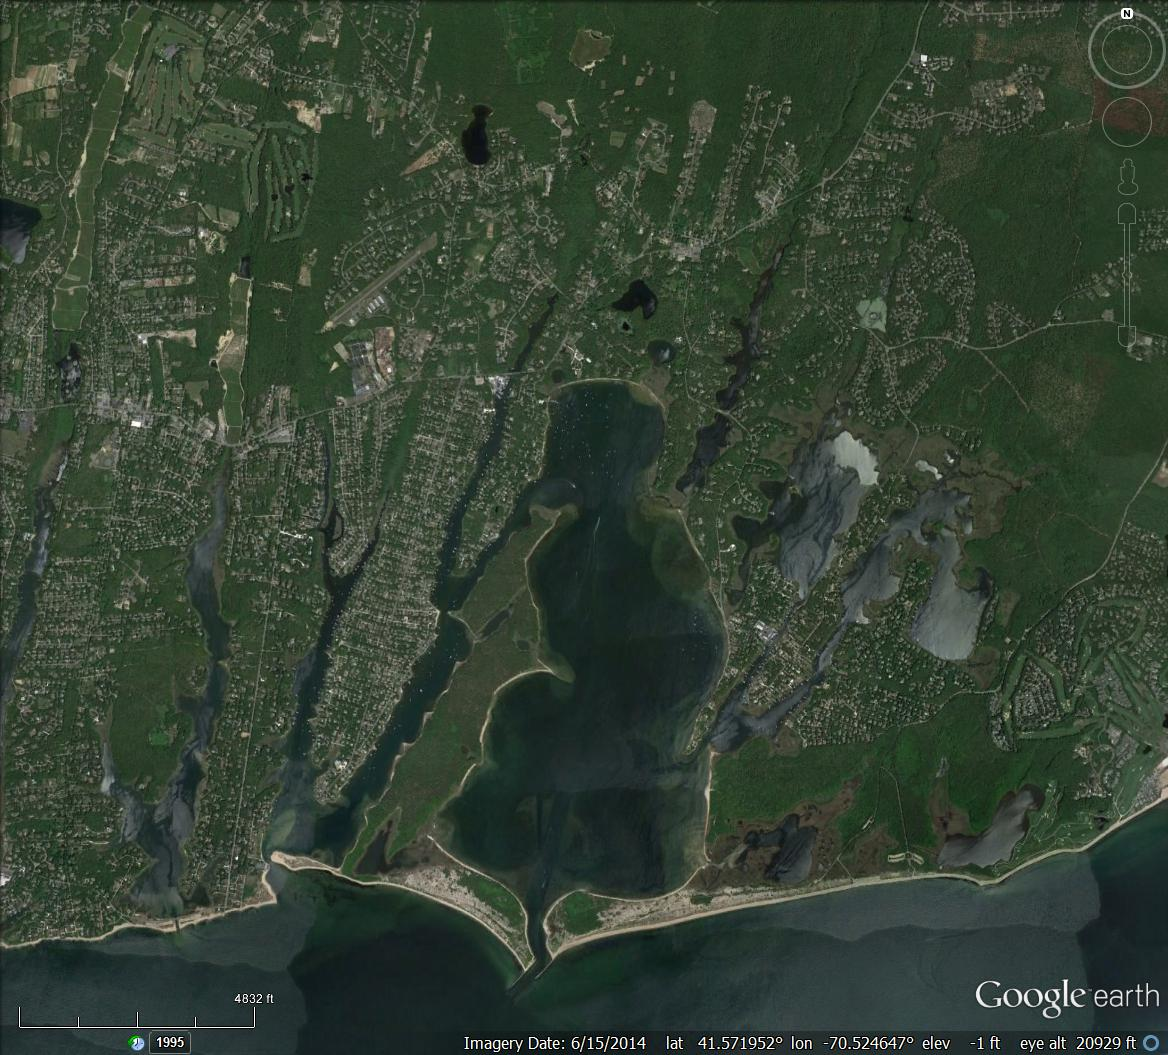 N
Google earth
4832 ft
1995
Imagery Date: 6/15/2014 lat 41.571952° lon -70.524647° elev -1 ft eye alt 20929 ft